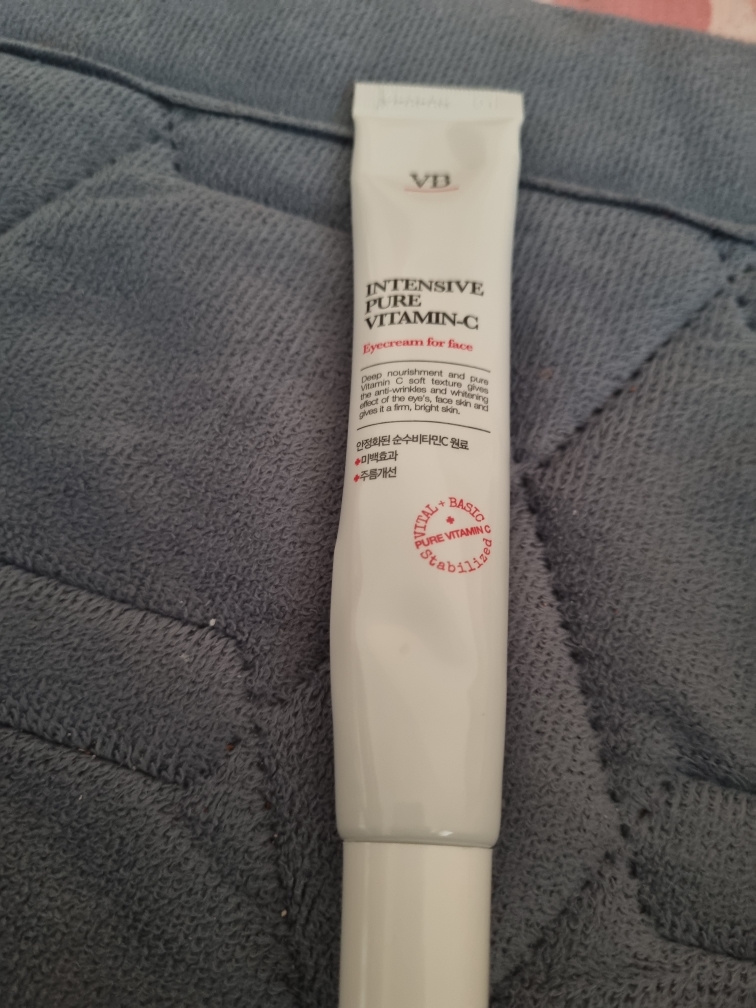 VB
INTENSIVE
PURE
VITAMIN-C
Eyecream for face
Deep nourishment and pure
Vitamin C soft texture gives
the anti-wrinkles and whitening
effect of the eye's, face skin and
gives it a firm, bright skin.
안정화된 순수비타민C 원료
◆미백효과
◆주름개선
VITAL + BASIC
PURE VITAMIN C
Stabilized